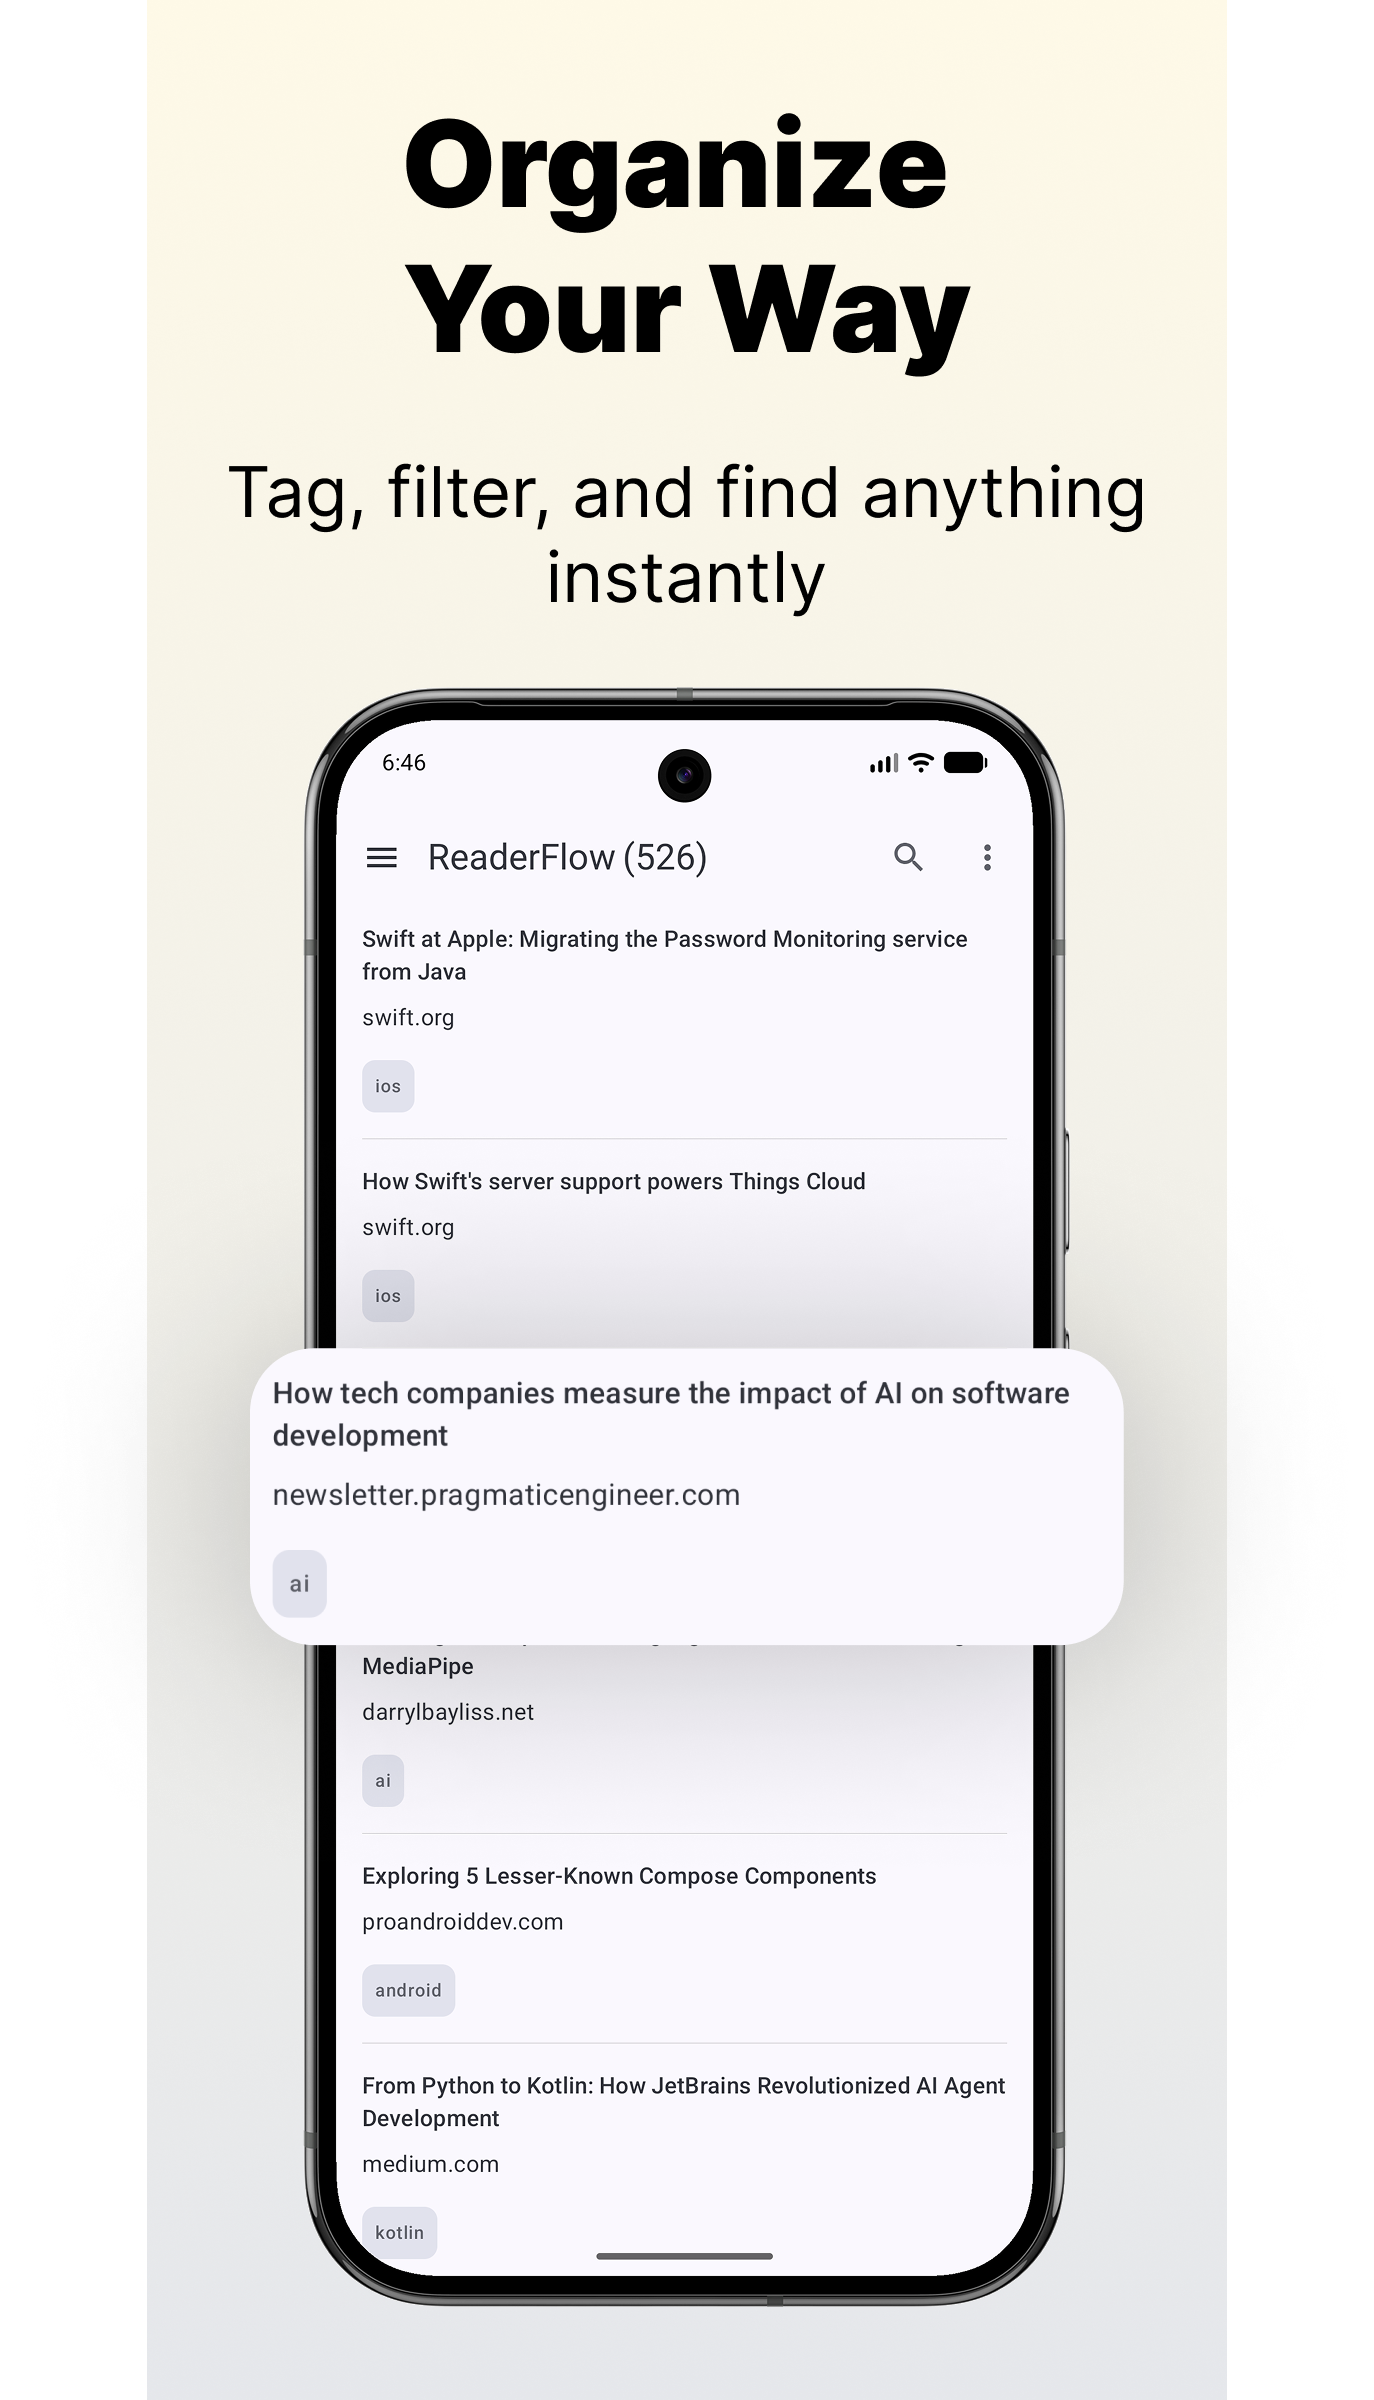 Organize
Your Way
Tag, filter, and find anything
instantly
6:46
ReaderFlow (526)
Swift at Apple: Migrating the Password Monitoring service
from Java
swift.org
ios
How Swift's server support powers Things Cloud
swift.org
ios
How tech companies measure the impact of AI on software
development
newsletter.pragmaticengineer.com
ai
MediaPipe
darrylbayliss.net
ai
Exploring 5 Lesser-Known Compose Components
proandroiddev.com
android
From Python to Kotlin: How JetBrains Revolutionized AI Agent
Development
medium.com
kotlin